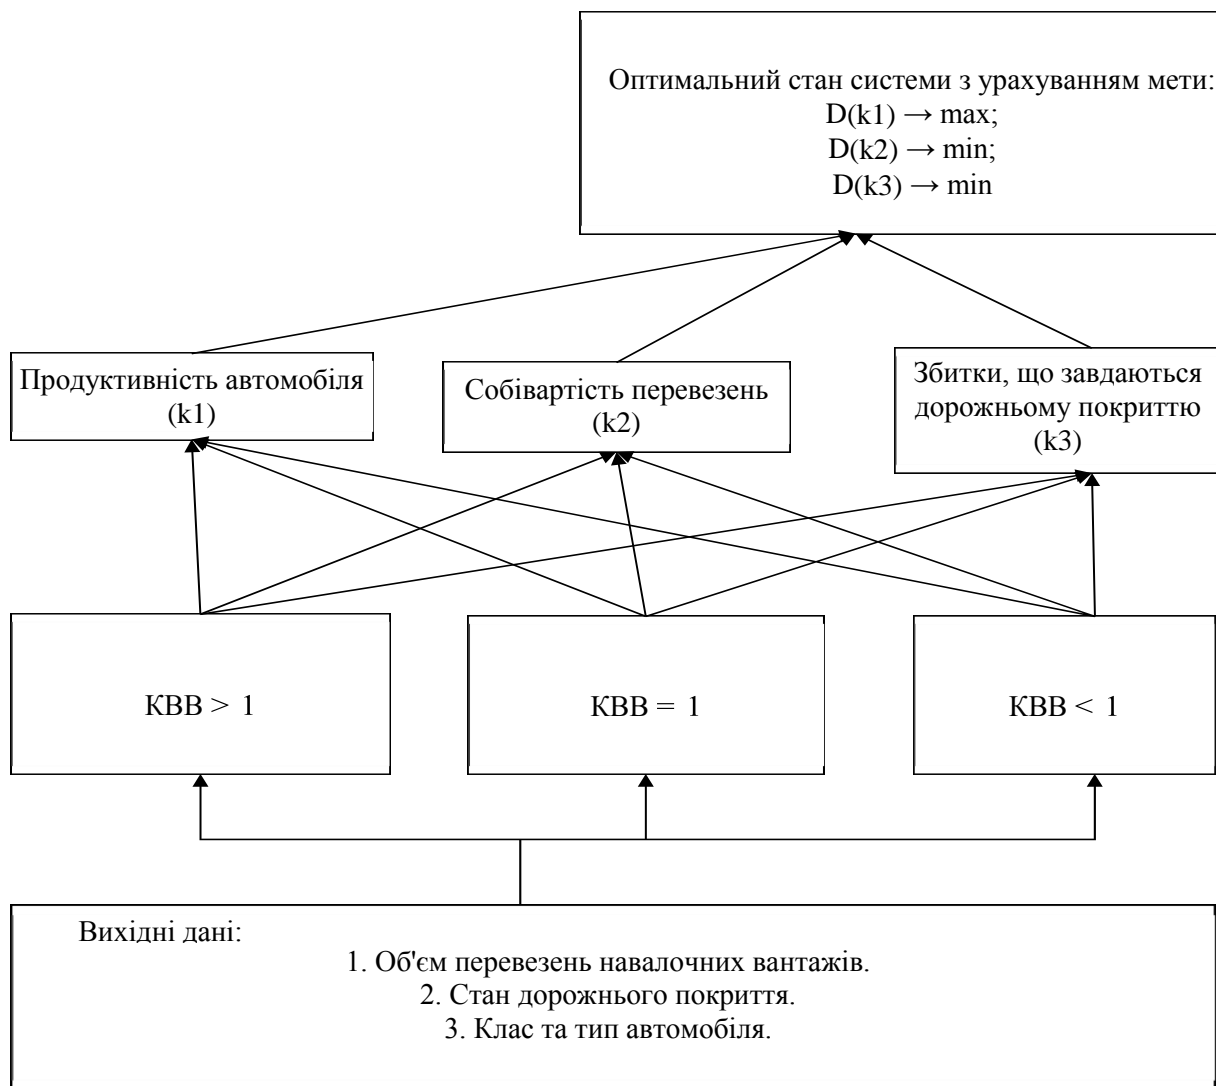 Оптимальний стан системи з урахуванням мети:
D(k1) → max;
D(k2) → min;
D(k3) → min
Продуктивність автомобіля
(k1)
Собівартість перевезень
(k2)
Збитки, що завдаються
дорожньому покриттю
(k3)
КВВ > 1
КВВ = 1
КВВ < 1
Вихідні дані:
1. Об'єм перевезень навалочних вантажів.
2. Стан дорожнього покриття.
3. Клас та тип автомобіля.